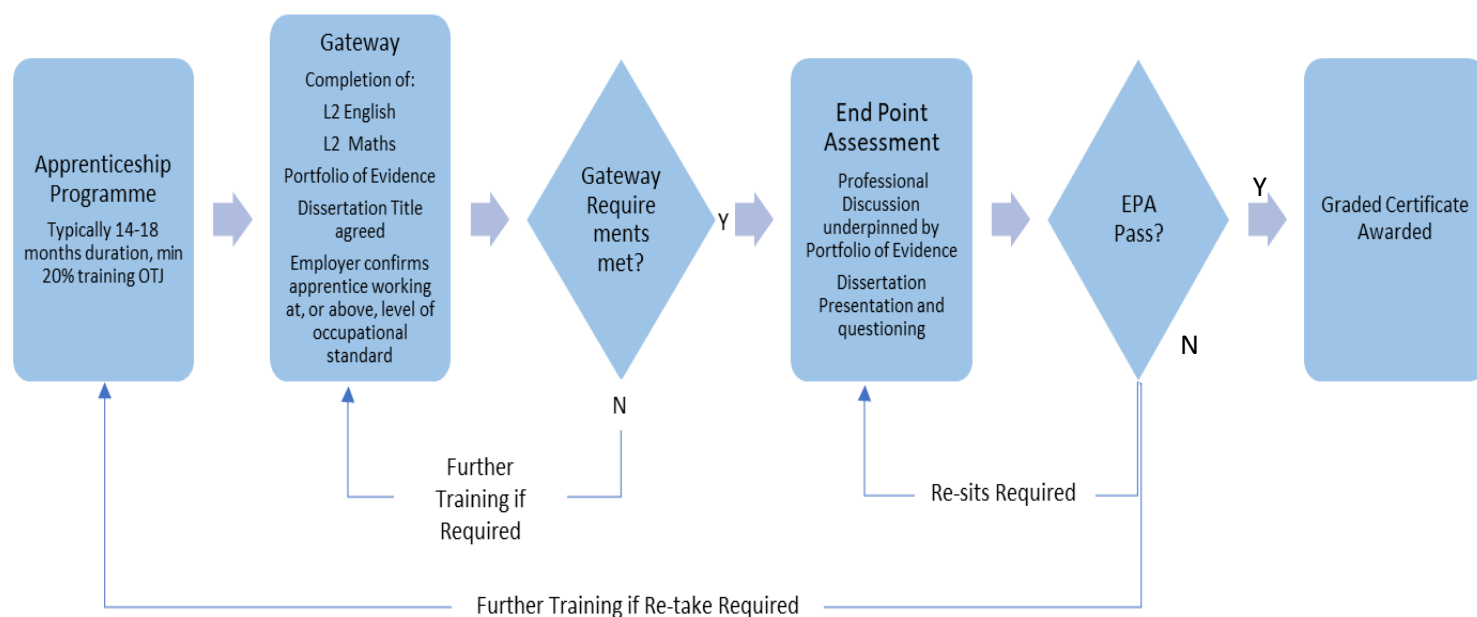 Apprenticeship
Programme
Typically 14-18
months duration, min
20% training OTJ
Gateway
Completion of:
L2 English
L2 Maths
Portfolio of Evidence
Dissertation Title
agreed
Employer confirms
apprentice working
at, or above, level of
occupational
standard
Gateway
Require
ments
met?
Y
N
Further
Training if
Required
End Point
Assessment
Professional
Discussion
underpinned by
Portfolio of Evidence
Dissertation
Presentation and
questioning
EPA
Pass?
Y
N
Re-sits Required
Graded Certificate
Awarded
Further Training if Re-take Required